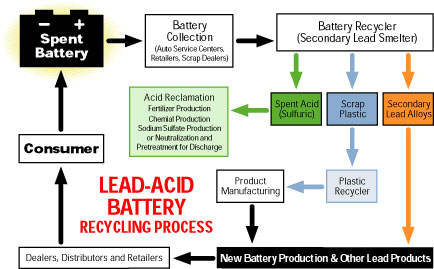 − +
Spent
Battery
Battery
Collection
(Auto Service Centers,
Retailers, Scrap Dealers)
Battery Recycler
(Secondary Lead Smelter)
Acid Reclamation
Fertilizer Production
Chemial Production
Sodium Sulfate Production
or Neutralization and
Pretreatment for Discharge
Spent Acid
(Sulfuric)
Scrap
Plastic
Secondary
Lead Alloys
Consumer
LEAD-ACID
BATTERY
RECYCLING PROCESS
Product
Manufacturing
Plastic
Recycler
Dealers, Distributors and Retailers
New Battery Production & Other Lead Products